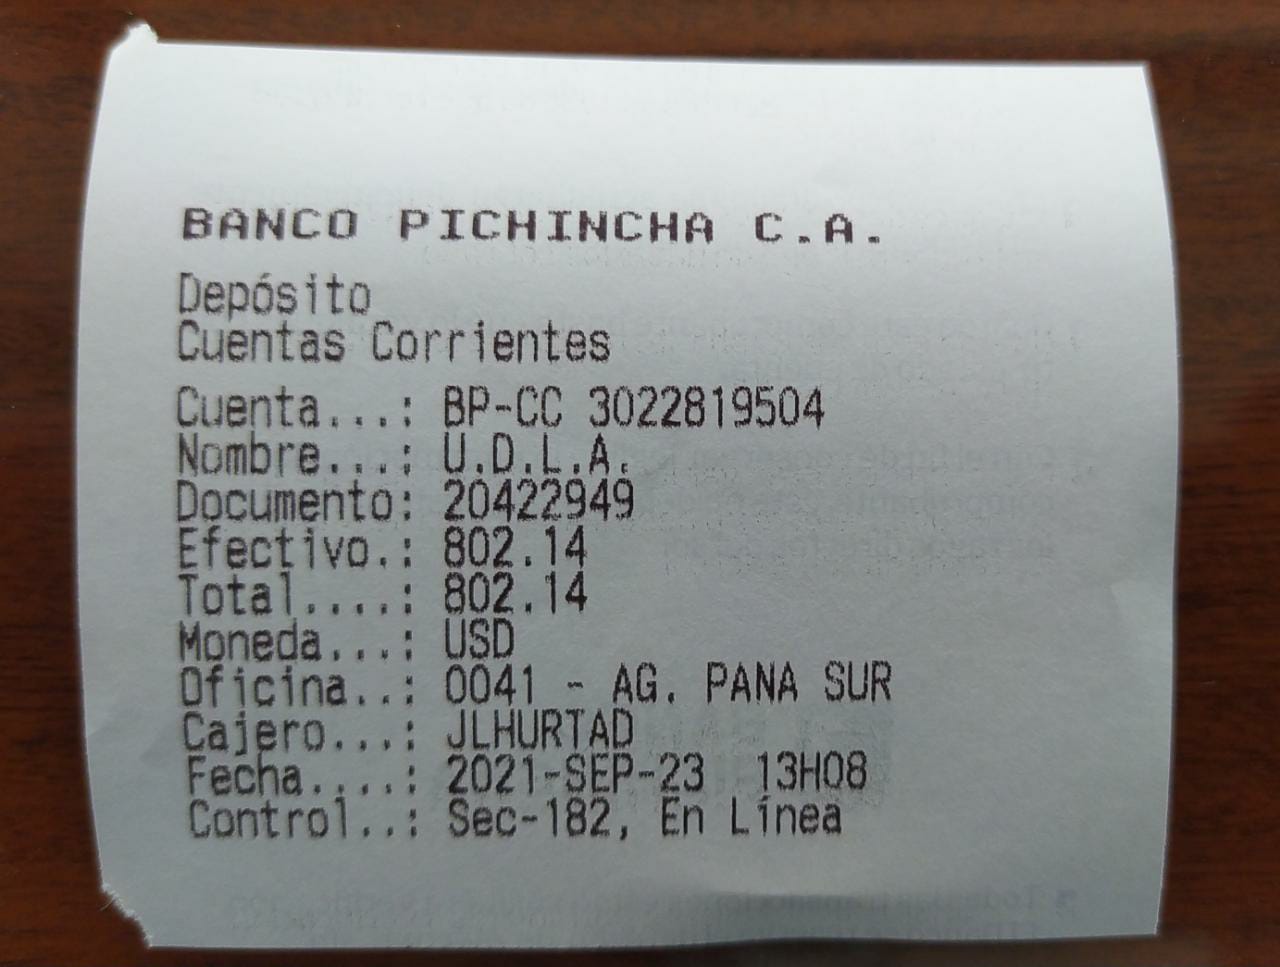 BANCO PICHINCHA C.A.
Depósito
Cuentas Corrientes
Cuenta...: BP-CC 3022819504
Nombre...: U.D.L.A.
Documento: 20422949
Efectivo.: 802.14
Total....: 802.14
Moneda...: USD
Oficina..: 0041 - AG. PANA SUR
Cajero...: JLHURTAD
Fecha....: 2021-SEP-23  13H08
Control..: Sec-182, En Línea